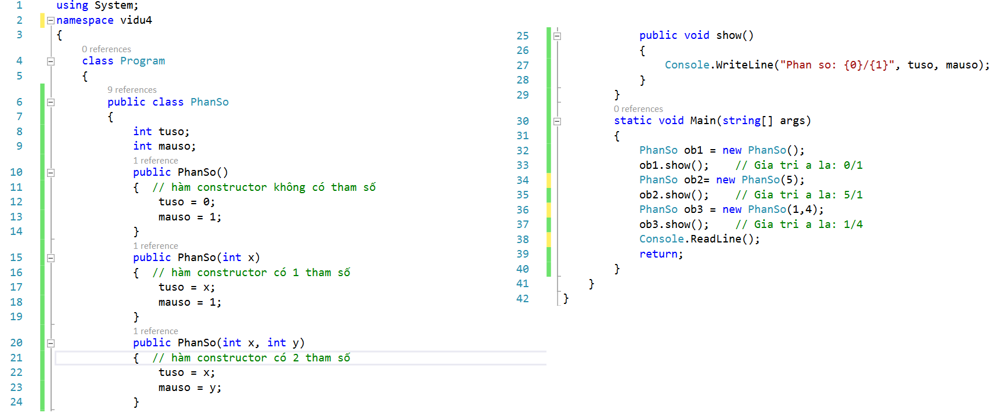 1 using System;
2 namespace vidu4
3 {
0 references
4 class Program
5 {
9 references
6 public class PhanSo
7 {
8 int tuso;
9 int mauso;
1 reference
10 public PhanSo()
11 { // hàm constructor không có tham số
12 tuso = 0;
13 mauso = 1;
14 }
1 reference
15 public PhanSo(int x)
16 { // hàm constructor có 1 tham số
17 tuso = x;
18 mauso = 1;
19 }
1 reference
20 public PhanSo(int x, int y)
21 { // hàm constructor có 2 tham số
22 tuso = x;
23 mauso = y;
24 }
25 public void show()
26 {
27 Console.WriteLine("Phan so: {0}/{1}", tuso, mauso);
28 }
29 }
0 references
30 static void Main(string[] args)
31 {
32 PhanSo ob1 = new PhanSo();
33 ob1.show(); // Gia tri a la: 0/1
34 PhanSo ob2= new PhanSo(5);
35 ob2.show(); // Gia tri a la: 5/1
36 PhanSo ob3 = new PhanSo(1,4);
37 ob3.show(); // Gia tri a la: 1/4
38 Console.ReadLine();
39 return;
40 }
41 }
42 }